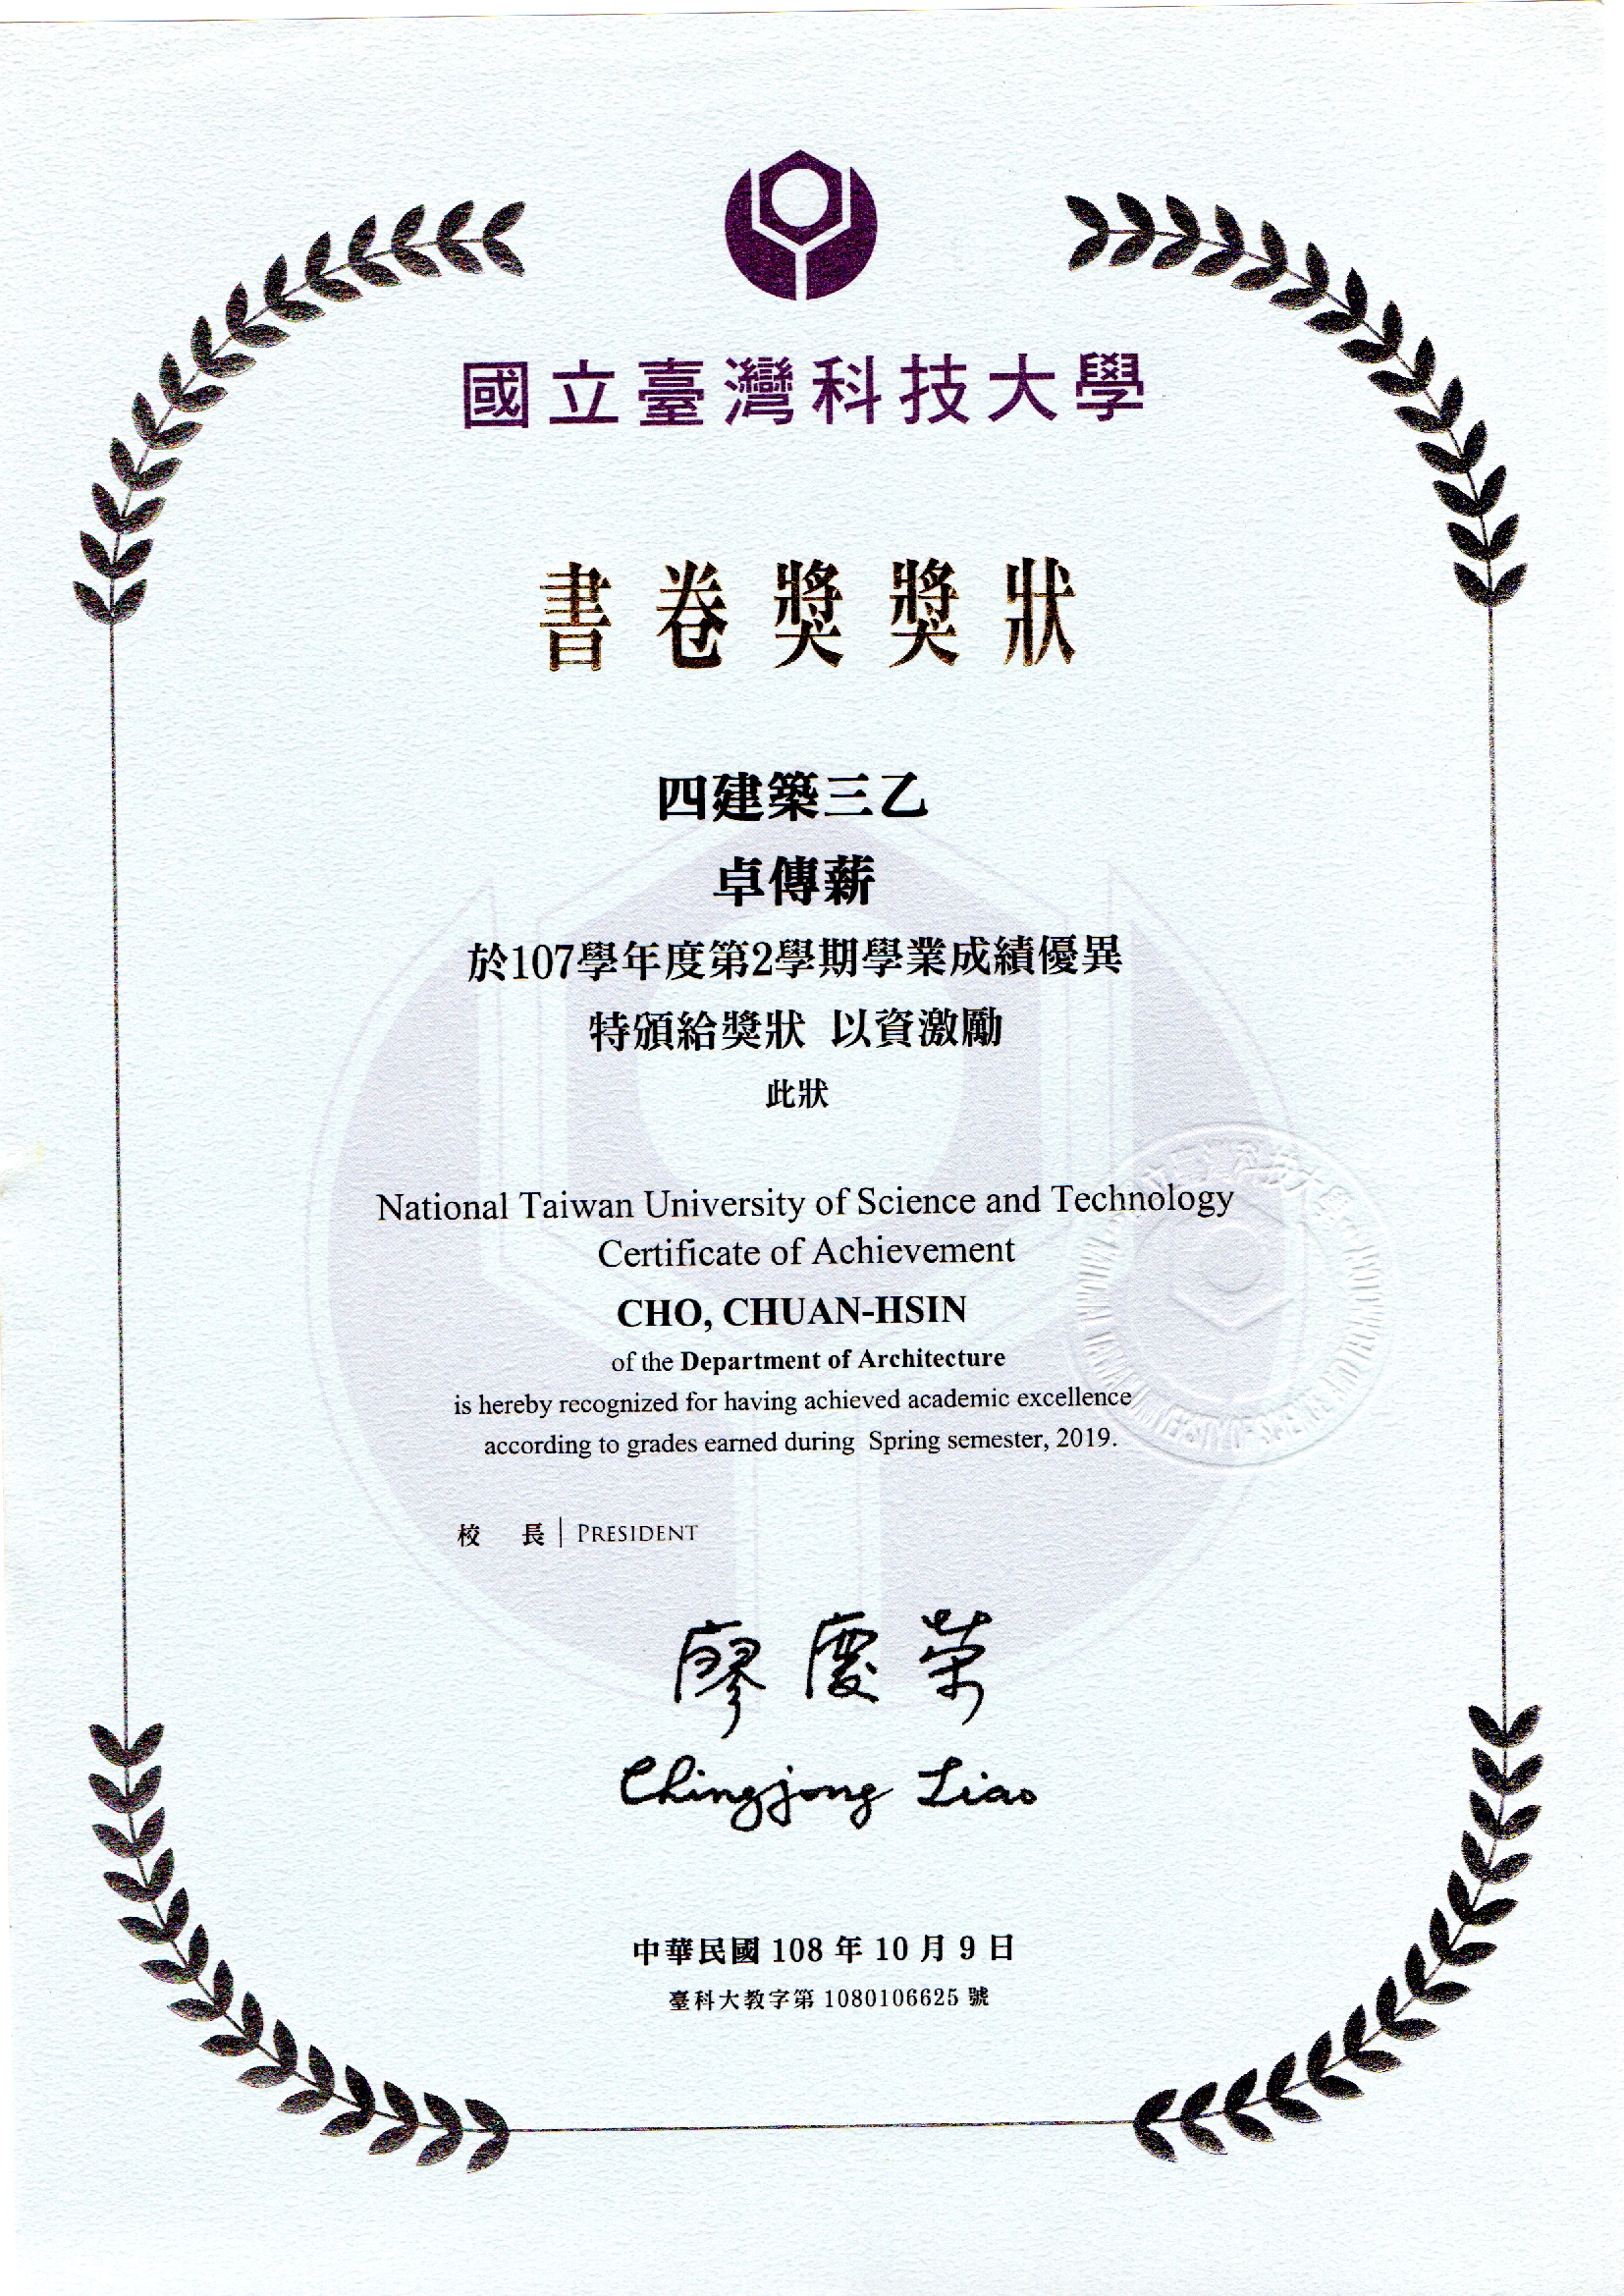 國立臺灣科技大學
書卷獎獎狀
四建築三乙
卓傳薪
於107學年度第2學期學業成績優異
特頒給獎狀 以資激勵
此狀
National Taiwan University of Science and Technology
Certificate of Achievement
CHO, CHUAN-HSIN
of the Department of Architecture
is hereby recognized for having achieved academic excellence
according to grades earned during Spring semester, 2019.
校 長 | PRESIDENT
廖慶榮
Chingjong Liao
中華民國 108 年 10 月 9 日
臺科大教字第 1080106625 號